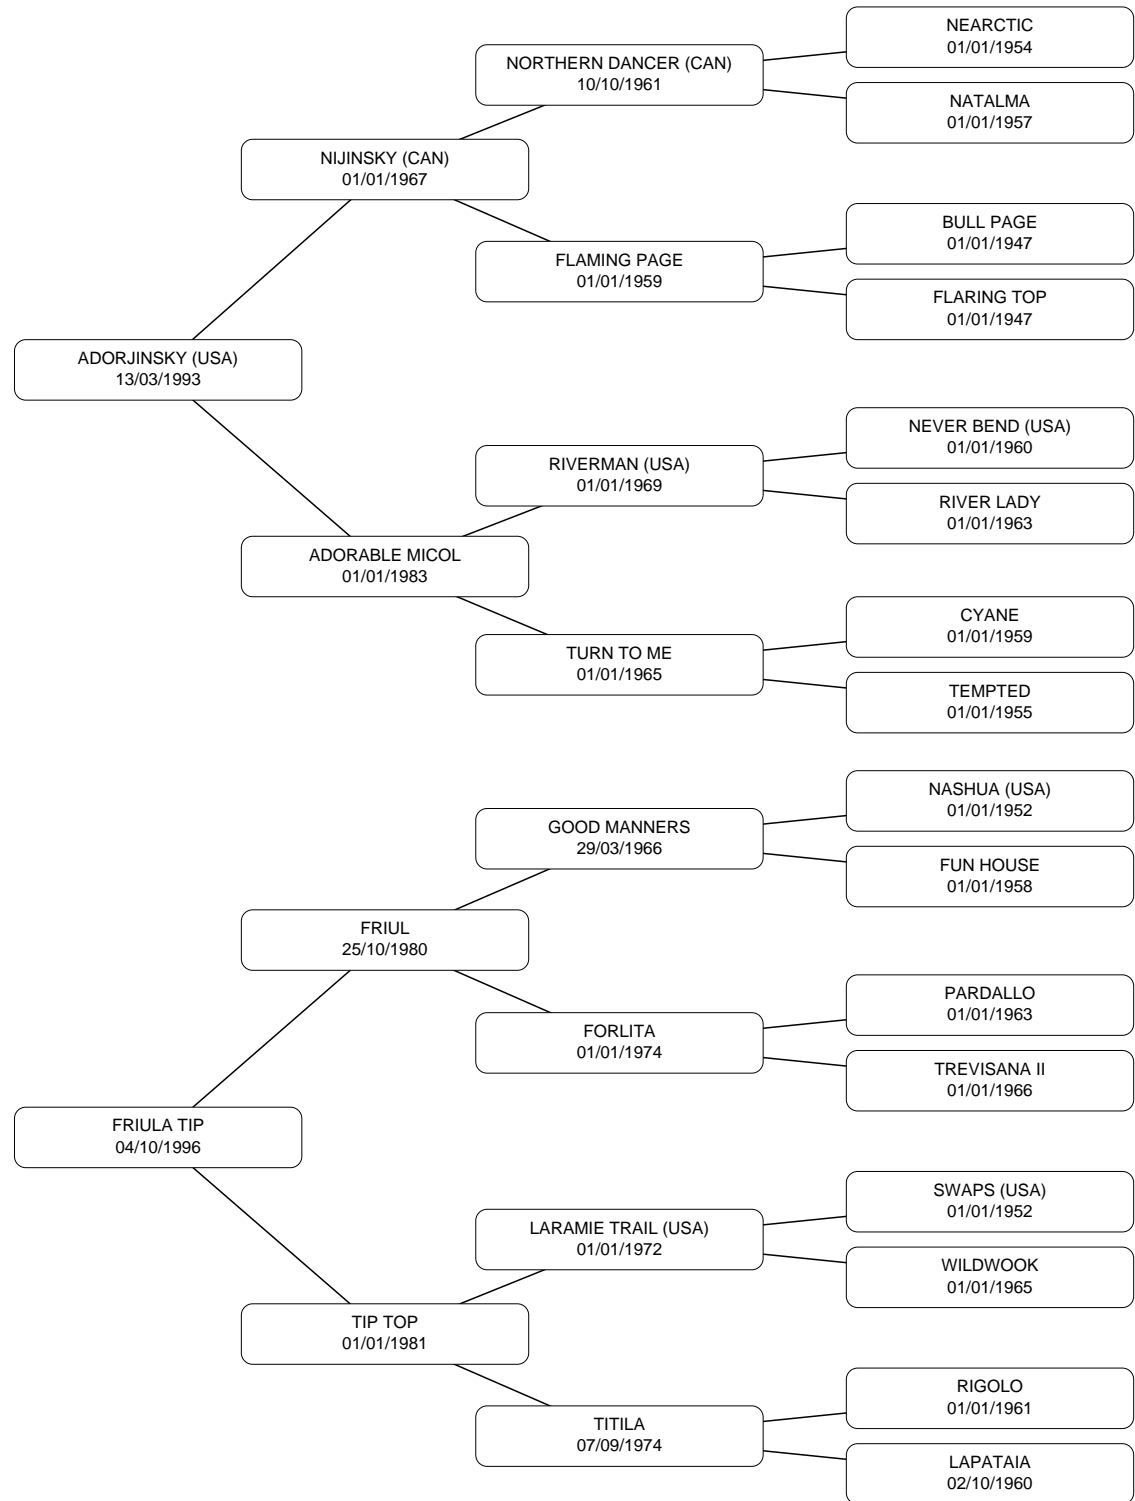 NEARCTIC
01/01/1954
NORTHERN DANCER (CAN)
10/10/1961
NATALMA
01/01/1957
NIJINSKY (CAN)
01/01/1967
BULL PAGE
01/01/1947
FLAMING PAGE
01/01/1959
FLARING TOP
01/01/1947
ADORJINSKY (USA)
13/03/1993
NEVER BEND (USA)
01/01/1960
RIVERMAN (USA)
01/01/1969
RIVER LADY
01/01/1963
ADORABLE MICOL
01/01/1983
CYANE
01/01/1959
TURN TO ME
01/01/1965
TEMPTED
01/01/1955
NASHUA (USA)
01/01/1952
GOOD MANNERS
29/03/1966
FUN HOUSE
01/01/1958
FRIUL
25/10/1980
PARDALLO
01/01/1963
FORLITA
01/01/1974
TREVISANA II
01/01/1966
FRIULA TIP
04/10/1996
SWAPS (USA)
01/01/1952
LARAMIE TRAIL (USA)
01/01/1972
WILDWOOK
01/01/1965
TIP TOP
01/01/1981
RIGOLO
01/01/1961
TITILA
07/09/1974
LAPATAIA
02/10/1960